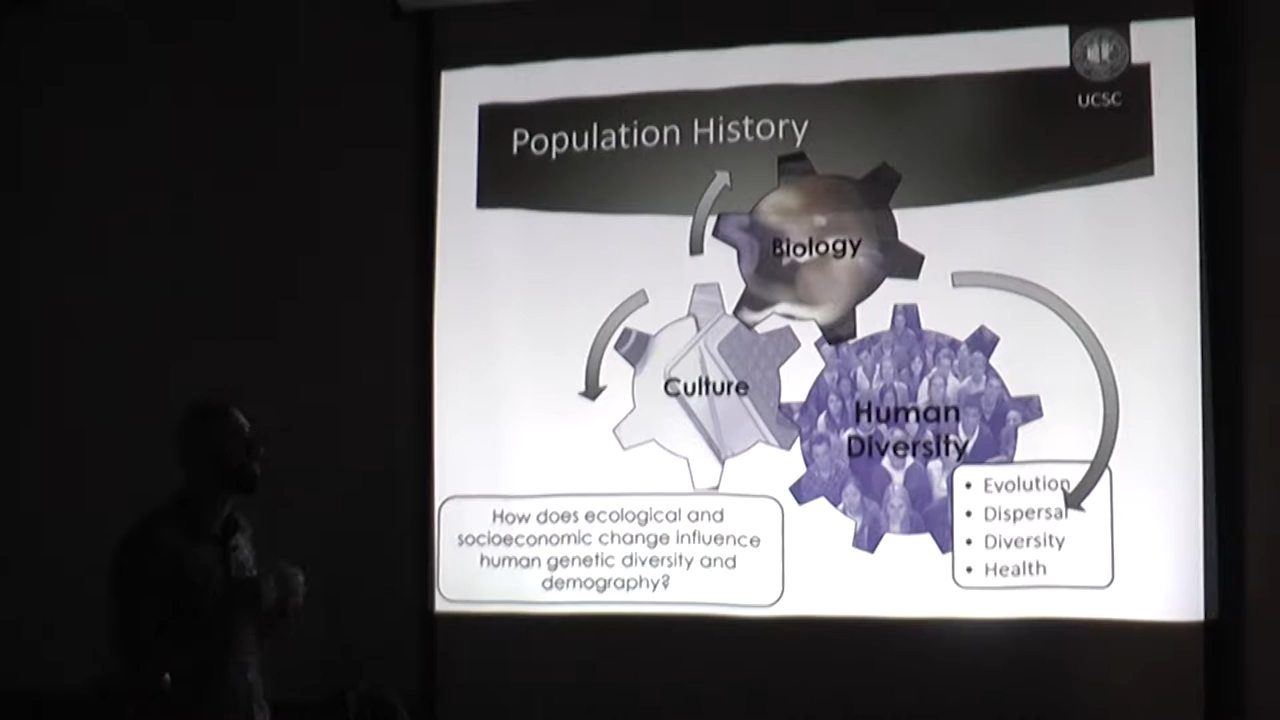 UCSC
Population History
Biology
Culture
Human
Diversity
How does ecological and
socioeconomic change influence
human genetic diversity and
demography?
• Evolution
• Dispersal
• Diversity
• Health